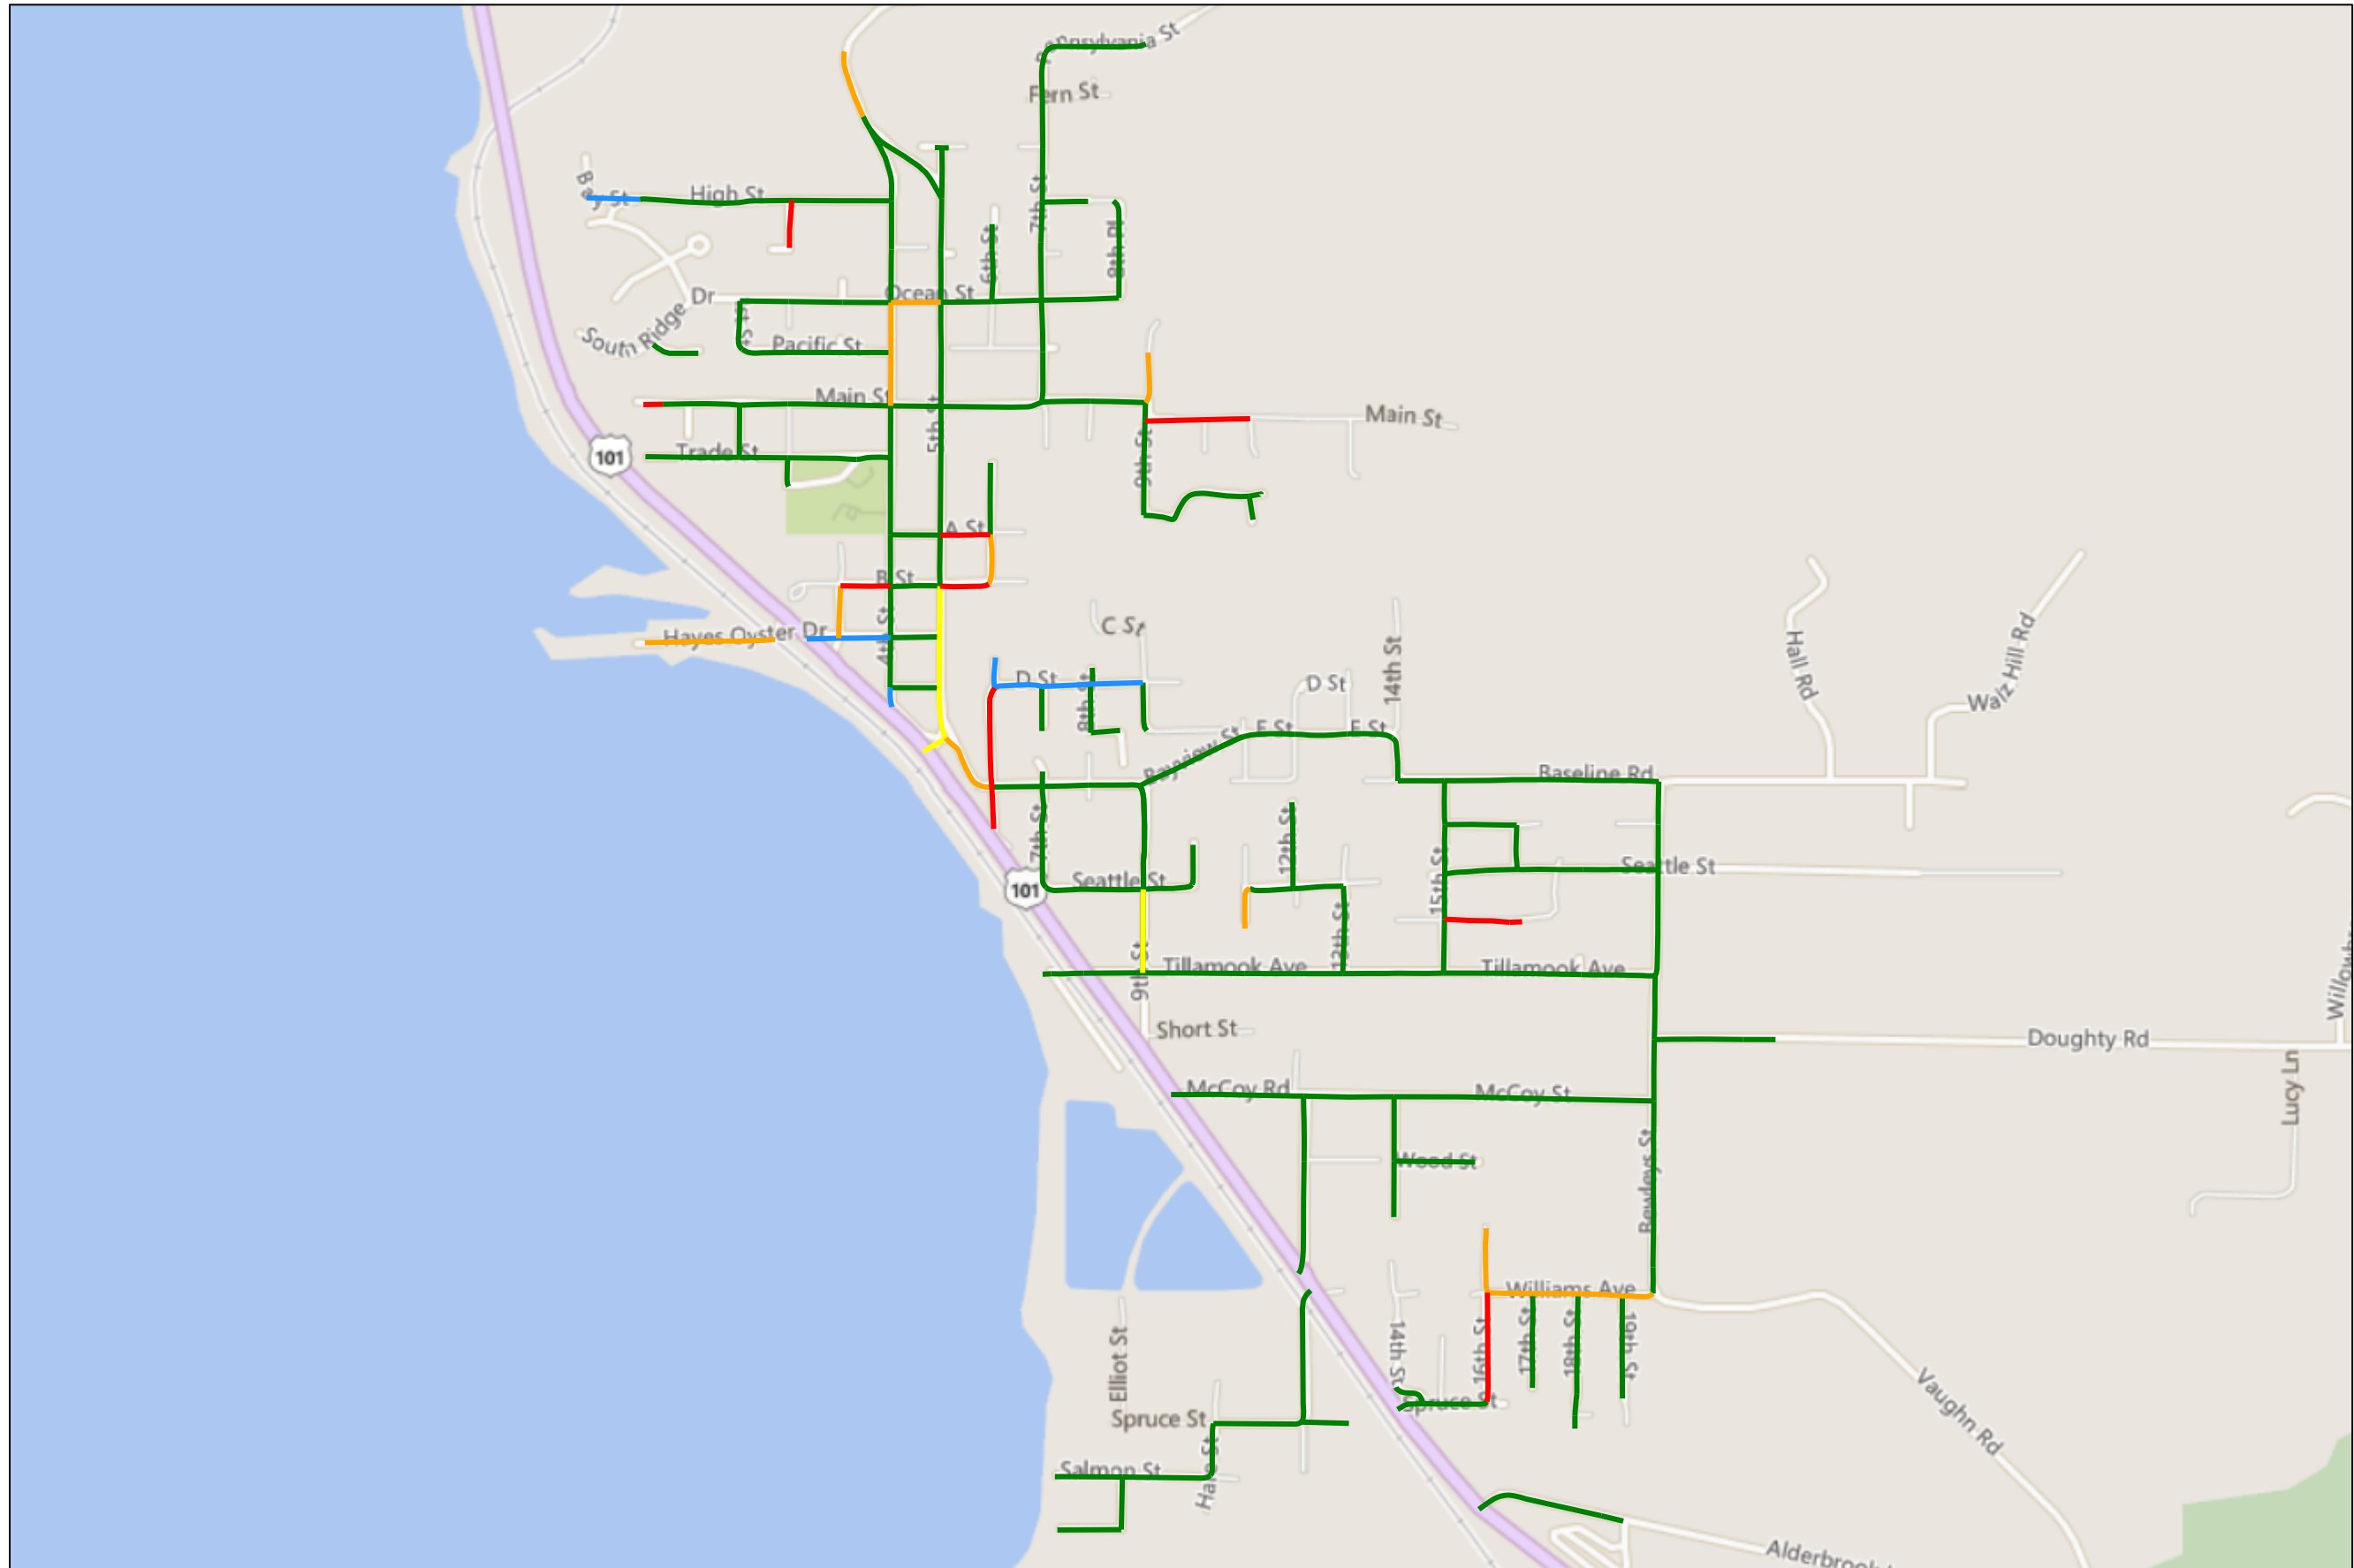 Pennsylvania St
Fern St
Bay St
High St
7th St
6th St
8th Pl
Ocean St
Dr
South Ridge
Pacific St
Main St
Main St
5th St
Trade St
101
9th St
A St
B St
Hayes Oyster Dr
4th St
C St
D St
8th St
D St
14th St
Hall Rd
Walz Hill Rd
E St
E St
Bayview St
Baseline Rd
7th St
12th St
15th St
Seattle St
Seattle St
101
13th St
9th St
Tillamook Ave
Tillamook Ave
Short St
Doughty Rd
McCoy Rd
McCoy St
Lucy Ln
Wood St
Bewleys St
Williams Ave
Elliot St
14th St
16th St
17th St
18th St
19th St
Spruce St
Spruce St
Vaughn Rd
Salmon St